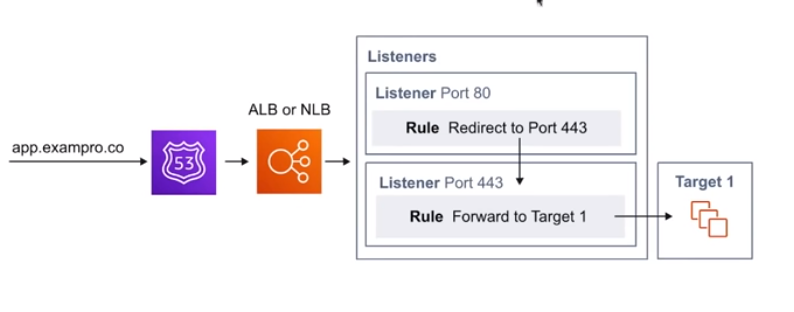 app.exampro.co
53
ALB or NLB
Listeners
Listener Port 80
Rule Redirect to Port 443
Listener Port 443
Rule Forward to Target 1
Target 1